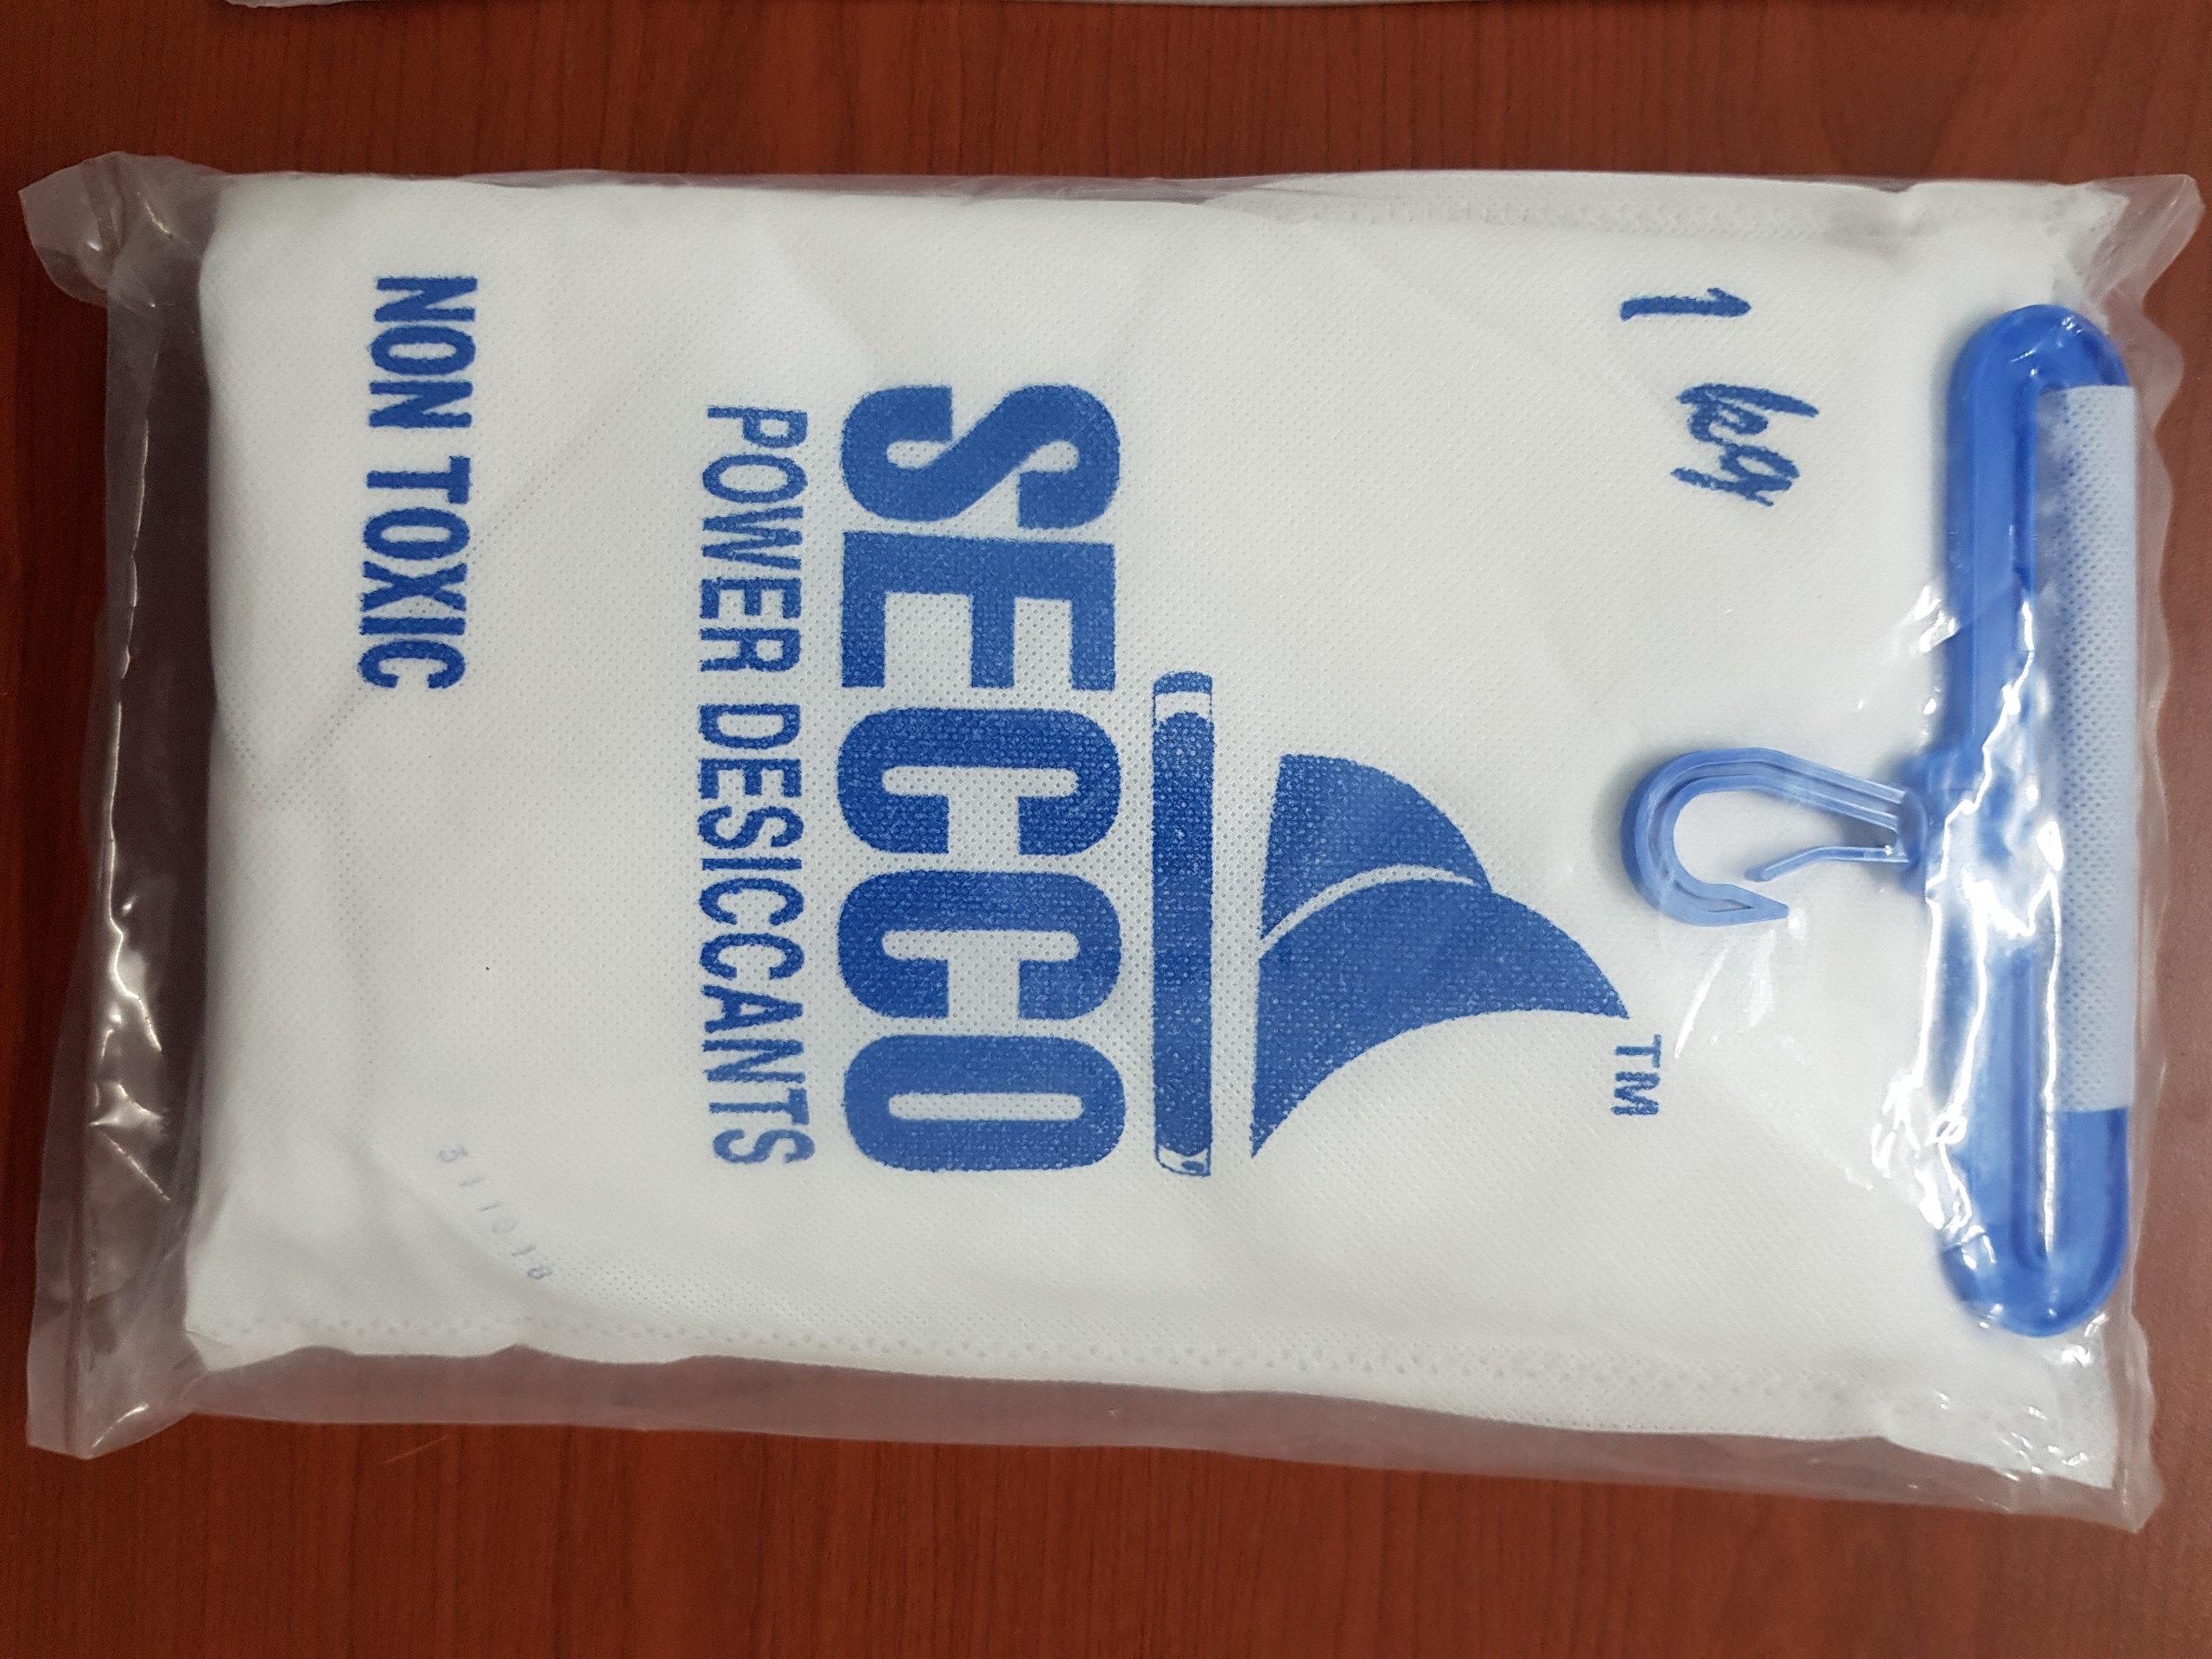 1 kg
TM
SECCO
POWER DESICCANTS
NON TOXIC